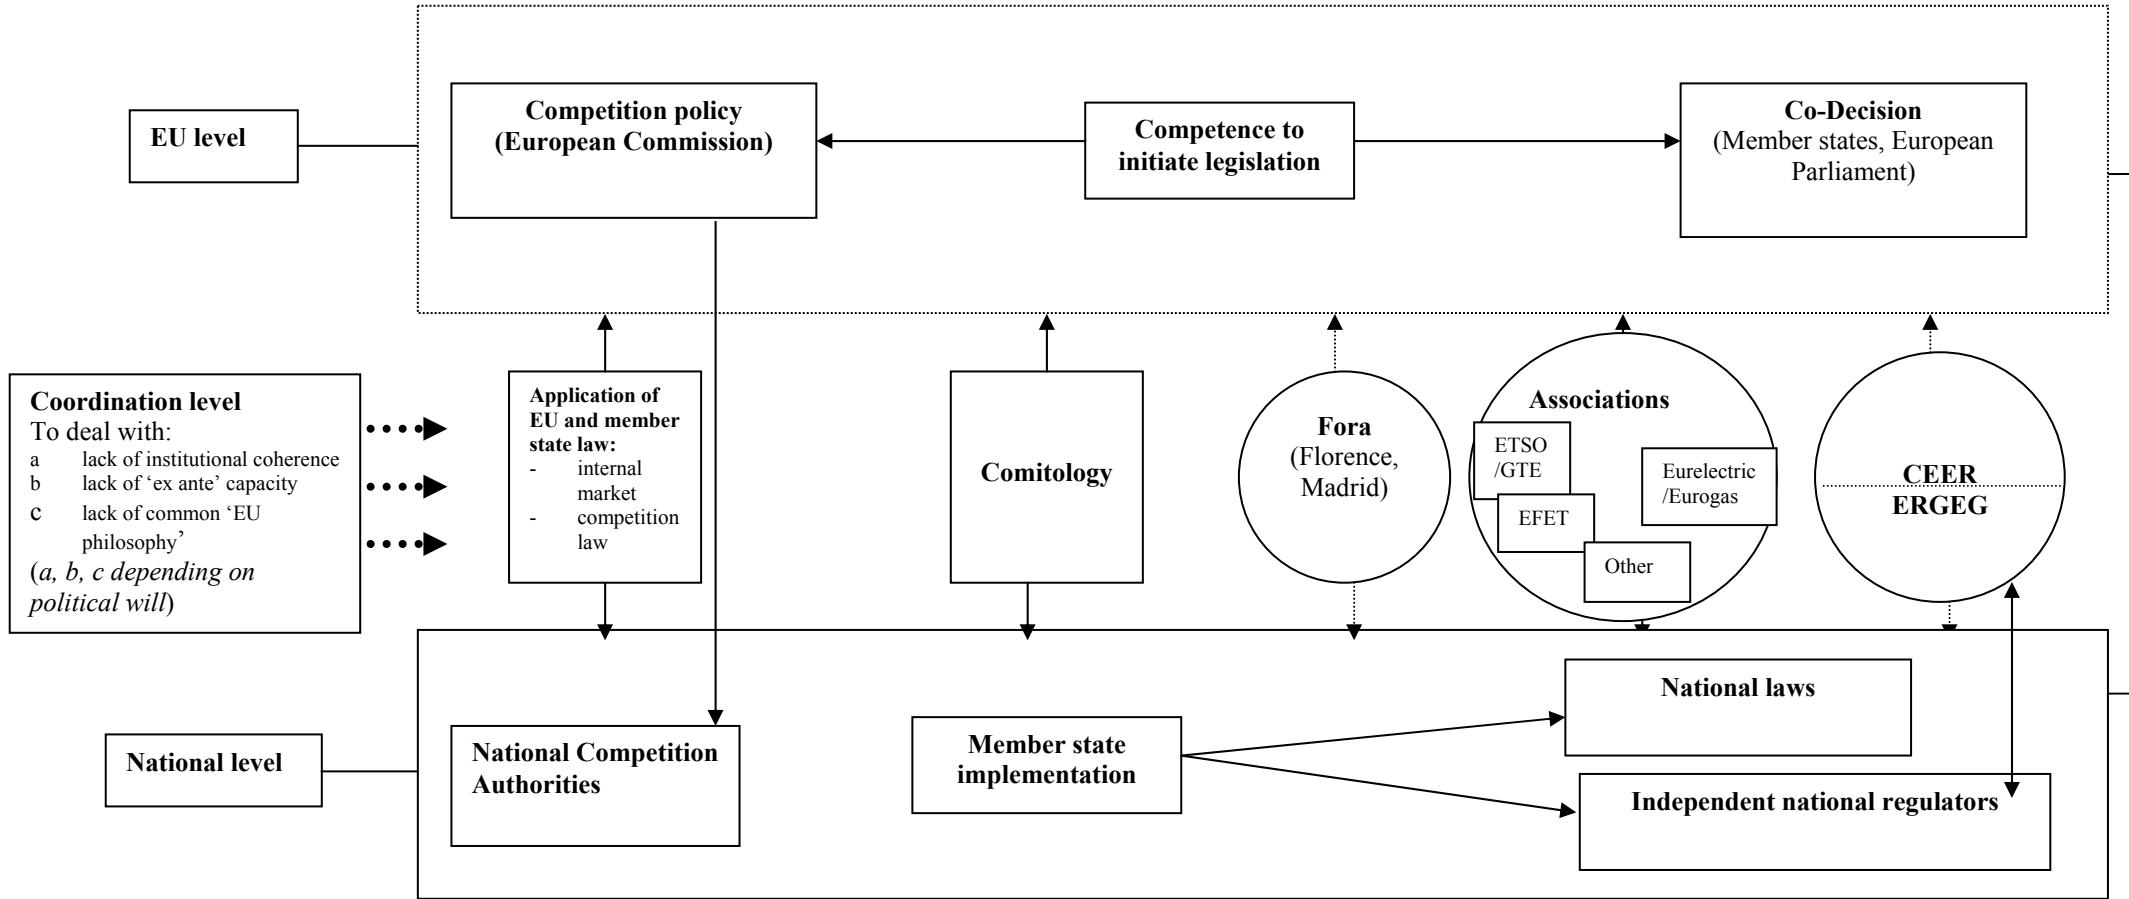 EU level
Competition policy
(European Commission)
Competence to
initiate legislation
Co-Decision
(Member states, European
Parliament)
Coordination level
To deal with:
a lack of institutional coherence
b lack of ‘ex ante’ capacity
c lack of common ‘EU
philosophy’
(a, b, c depending on
political will)
Application of
EU and member
state law:
- internal
market
- competition
law
Comitology
Fora
(Florence,
Madrid)
Associations
ETSO
/GTE
EFET
Other
Eurelectric
/Eurogas
CEER
ERGEG
National level
National Competition
Authorities
Member state
implementation
National laws
Independent national regulators